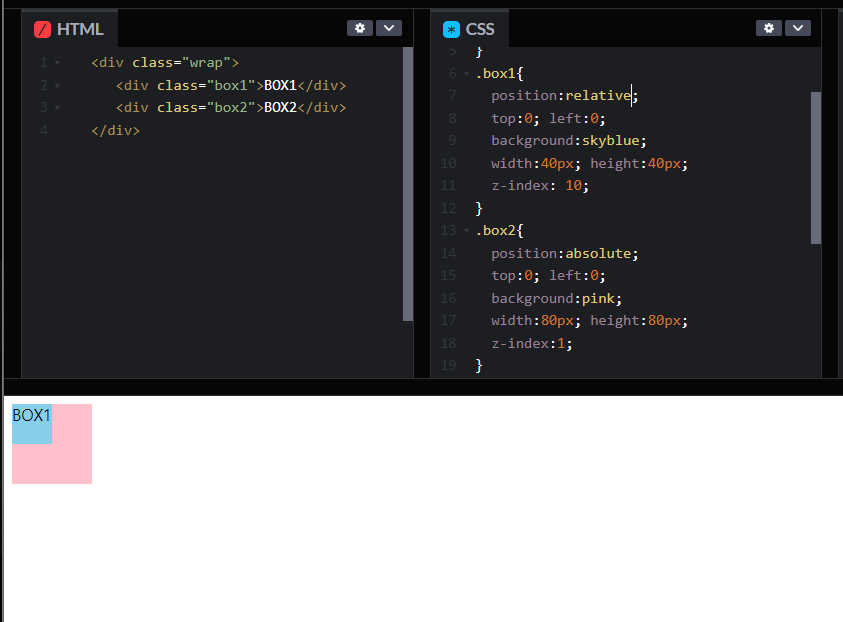 HTML
1 <div class="wrap">
2 <div class="box1">BOX1</div>
3 <div class="box2">BOX2</div>
4 </div>
CSS
5 }
6 .box1{
7 position:relative;
8 top:0; left:0;
9 background:skyblue;
10 width:40px; height:40px;
11 z-index: 10;
12 }
13 .box2{
14 position:absolute;
15 top:0; left:0;
16 background:pink;
17 width:80px; height:80px;
18 z-index:1;
19 }
BOX1